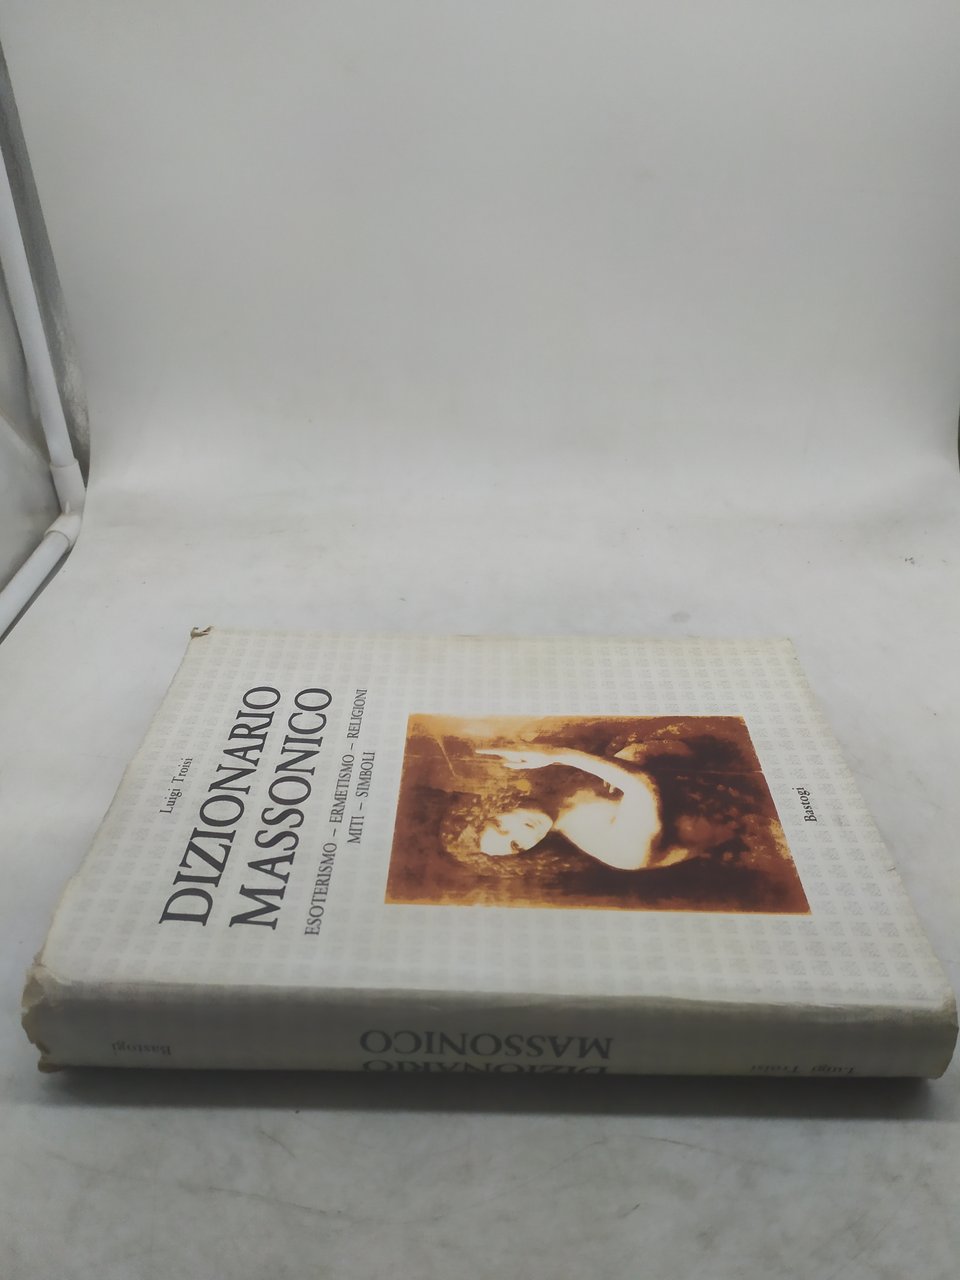 Luigi Troisi
DIZIONARIO
MASSONICO
ESOTERISMO – ERMETISMO – RELIGIONI
MITI – SIMBOLI
Bastogi
Luigi Troisi
DIZIONARIO
MASSONICO
Bastogi